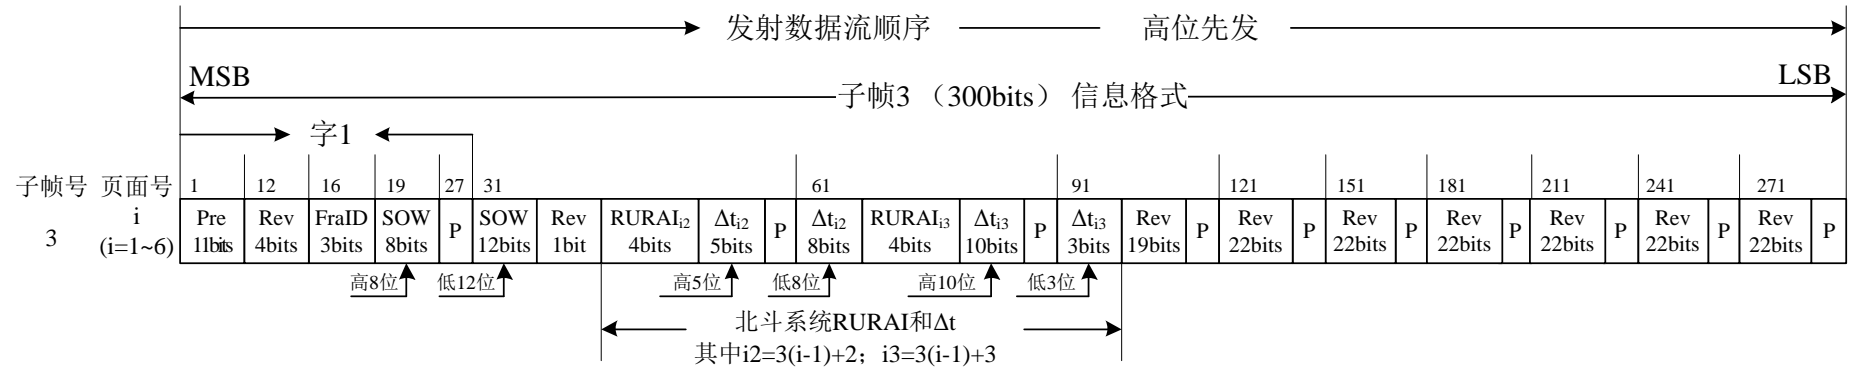 发射数据流顺序 高位先发
MSB LSB
子帧3 （300bits） 信息格式
字1
子帧号 页面号 1 12 16 19 27 31 61 91 121 151 181 211 241 271
3 i (i=1~6)
Pre 11bits
Rev 4bits
FraID 3bits
SOW 8bits
P
SOW 12bits
Rev 1bit
RURAIi2 4bits
Δti2 5bits
P
Δti2 8bits
RURAIi3 4bits
Δti3 10bits
P
Δti3 3bits
Rev 19bits
P
Rev 22bits
P
Rev 22bits
P
Rev 22bits
P
Rev 22bits
P
Rev 22bits
P
Rev 22bits
P
高8位 低12位 高5位 低8位 高10位 低3位
北斗系统RURAI和Δt
其中i2=3(i-1)+2；i3=3(i-1)+3